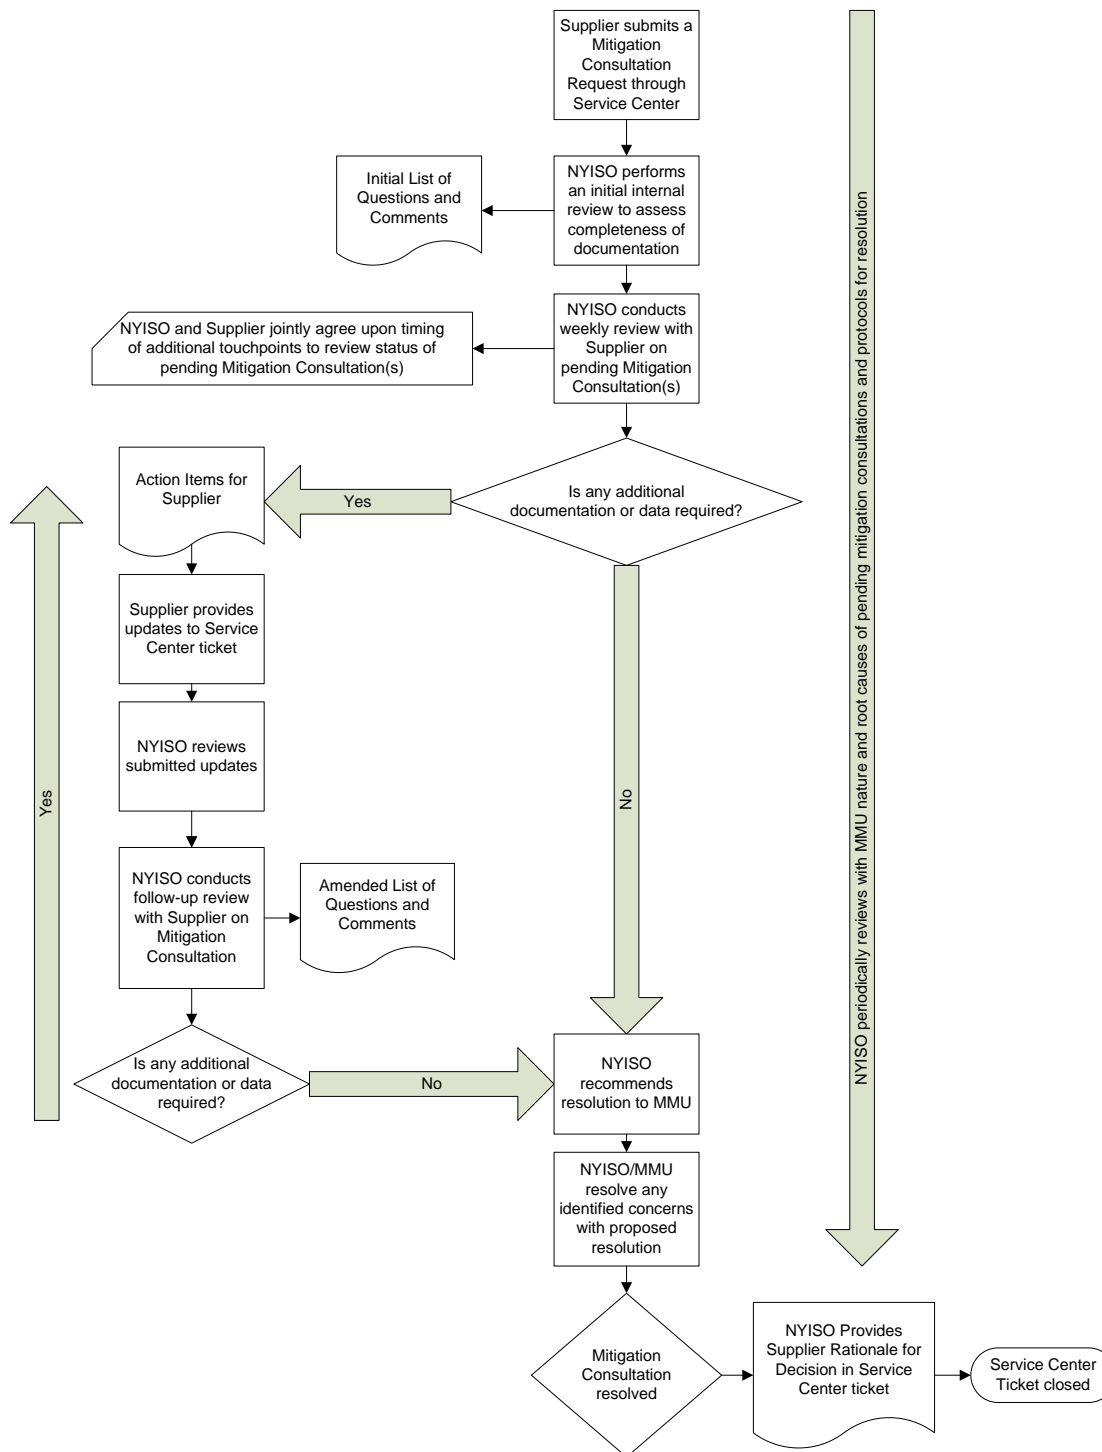 Supplier submits a
Mitigation
Consultation
Request through
Service Center
NYISO performs
an initial internal
review to assess
completeness of
documentation
Initial List of
Questions and
Comments
NYISO conducts
weekly review with
Supplier on
pending Mitigation
Consultation(s)
NYISO and Supplier jointly agree upon timing
of additional touchpoints to review status of
pending Mitigation Consultation(s)
Is any additional
documentation or data required?
Yes
Action Items for
Supplier
Supplier provides
updates to Service
Center ticket
NYISO reviews
submitted updates
NYISO conducts
follow-up review
with Supplier on
Mitigation
Consultation
Amended List of
Questions and
Comments
Is any additional
documentation or data
required?
Yes
No
No
NYISO
recommends
resolution to MMU
NYISO/MMU
resolve any
identified concerns
with proposed
resolution
Mitigation
Consultation
resolved
NYISO Provides
Supplier Rationale for
Decision in Service
Center ticket
Service Center
Ticket closed
NYISO periodically reviews with MMU nature and root causes of pending mitigation consultations and protocols for resolution